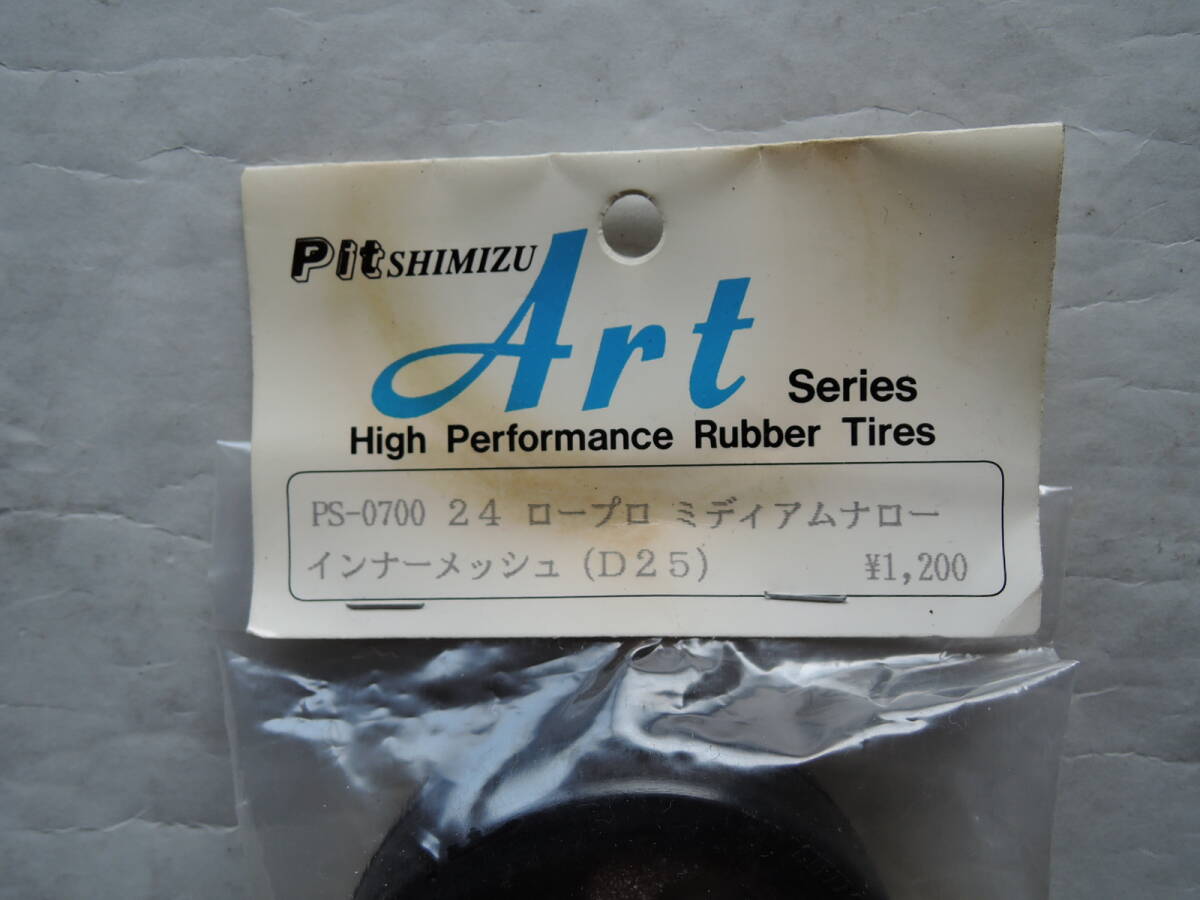 Pit SHIMIZU
Art Series
High Performance Rubber Tires
PS-0700 24 ロープロ ミディアムナロー
インナーメッシュ(D25) ¥1,200